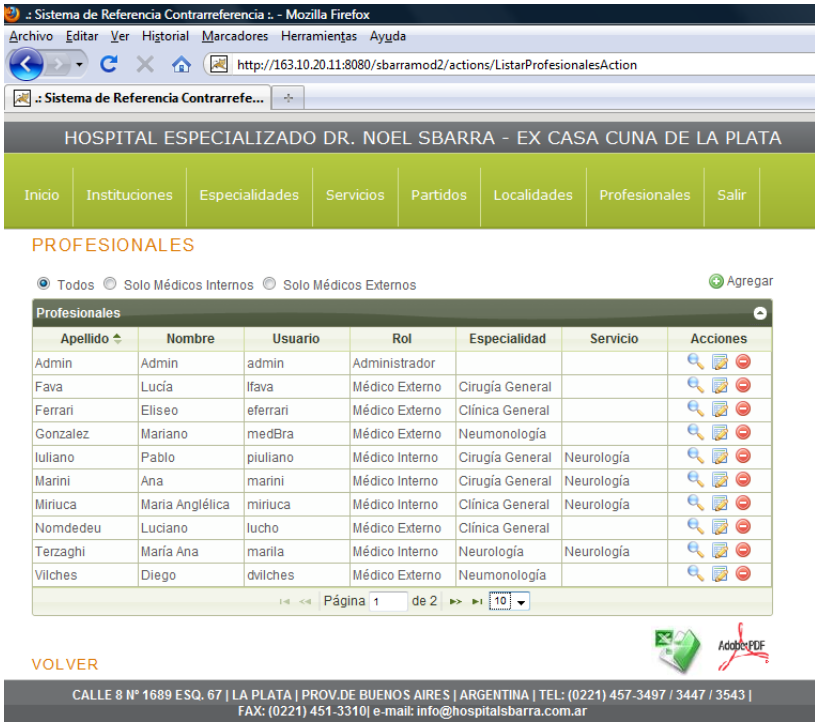 .: Sistema de Referencia Contrarreferencia :. - Mozilla Firefox
Archivo Editar Ver Historial Marcadores Herramientas Ayuda
http://163.10.20.11:8080/sbarramod2/actions/ListarProfesionalesAction
.: Sistema de Referencia Contrarrefe...
HOSPITAL ESPECIALIZADO DR. NOEL SBARRA - EX CASA CUNA DE LA PLATA
Inicio Instituciones Especialidades Servicios Partidos Localidades Profesionales Salir
PROFESIONALES
Todos Solo Médicos Internos Solo Médicos Externos Agregar
Profesionales
Apellido Nombre Usuario Rol Especialidad Servicio Acciones
Admin Admin admin Administrador
Fava Lucía lfava Médico Externo Cirugía General
Ferrari Eliseo eferrari Médico Externo Clínica General
Gonzalez Mariano medBra Médico Externo Neumonología
Iuliano Pablo piuliano Médico Interno Cirugía General Neurología
Marini Ana marini Médico Interno Cirugía General Neurología
Miriuca Maria Anglélica miriuca Médico Interno Clínica General Neurología
Nomdedeu Luciano lucho Médico Externo Clínica General
Terzaghi María Ana marila Médico Interno Neurología Neurología
Vilches Diego dvilches Médico Externo Neumonología
Página 1 de 2 10
Adobe PDF
VOLVER
CALLE 8 Nº 1689 ESQ. 67 | LA PLATA | PROV.DE BUENOS AIRES | ARGENTINA | TEL: (0221) 457-3497 / 3447 / 3543 |
FAX: (0221) 451-3310| e-mail: info@hospitalsbarra.com.ar